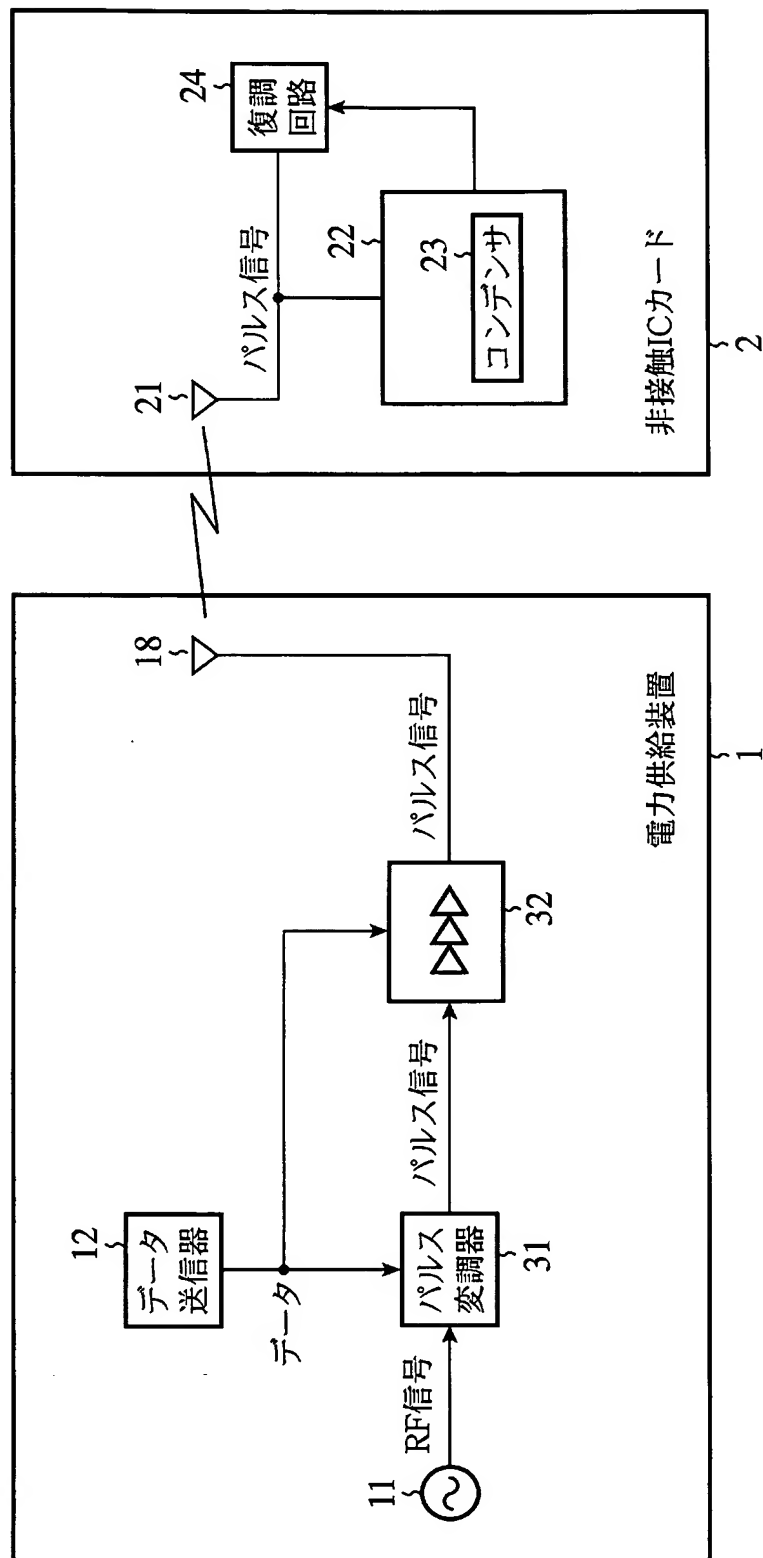 12
データ
送信器
データ
11
RF信号
パルス
変調器
31
パルス信号
32
パルス信号
18
電力供給装置
1
21
パルス信号
24
復調
回路
22
23
コンデンサ
非接触ICカード
2